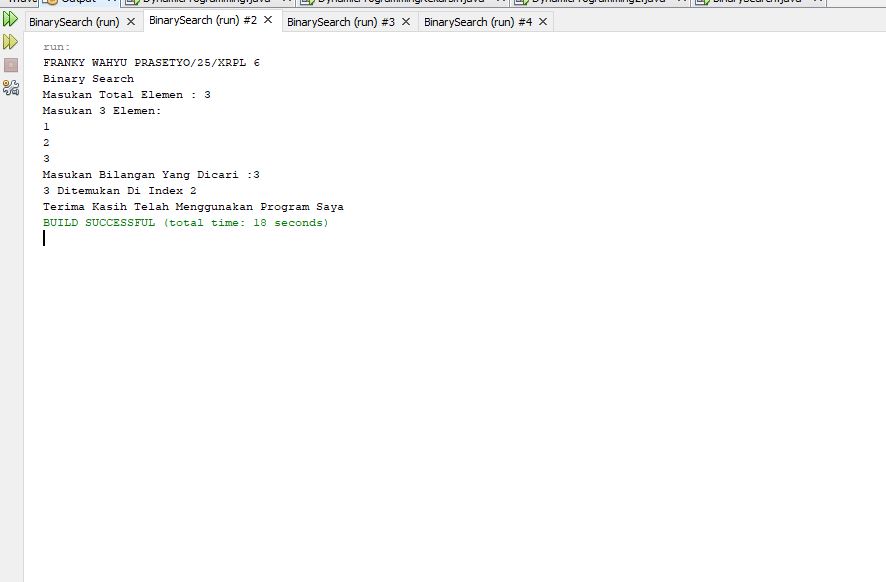 Output
BinarySearch (run) BinarySearch (run) #2 BinarySearch (run) #3 BinarySearch (run) #4
run:
FRANKY WAHYU PRASETYO/25/XRPL 6
Binary Search
Masukan Total Elemen : 3
Masukan 3 Elemen:
1
2
3
Masukan Bilangan Yang Dicari :3
3 Ditemukan Di Index 2
Terima Kasih Telah Menggunakan Program Saya
BUILD SUCCESSFUL (total time: 18 seconds)